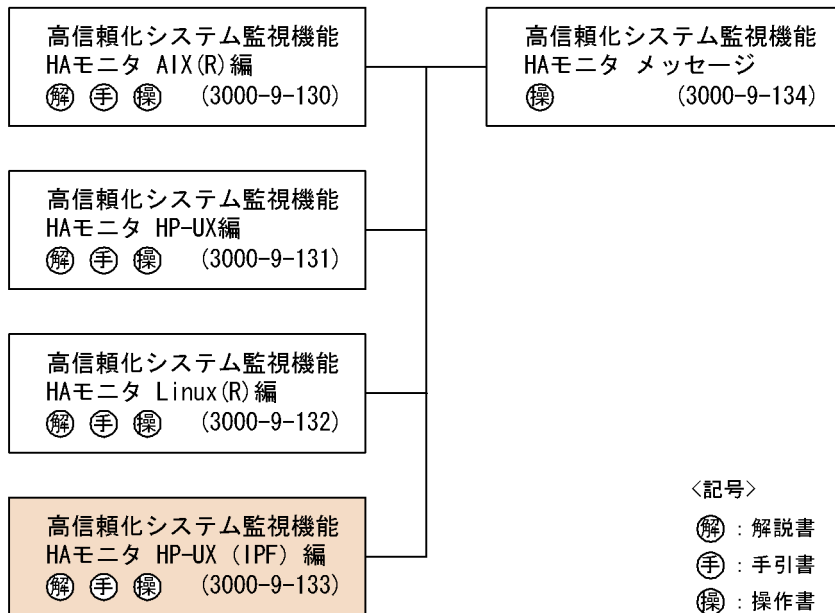 高信頼化システム監視機能
HAモニタ AIX(R)編
解 手 操 (3000-9-130)
高信頼化システム監視機能
HAモニタ メッセージ
操 (3000-9-134)
高信頼化システム監視機能
HAモニタ HP-UX編
解 手 操 (3000-9-131)
高信頼化システム監視機能
HAモニタ Linux(R)編
解 手 操 (3000-9-132)
高信頼化システム監視機能
HAモニタ HP-UX (IPF) 編
解 手 操 (3000-9-133)
<記号>
解 : 解説書
手 : 手引書
操 : 操作書